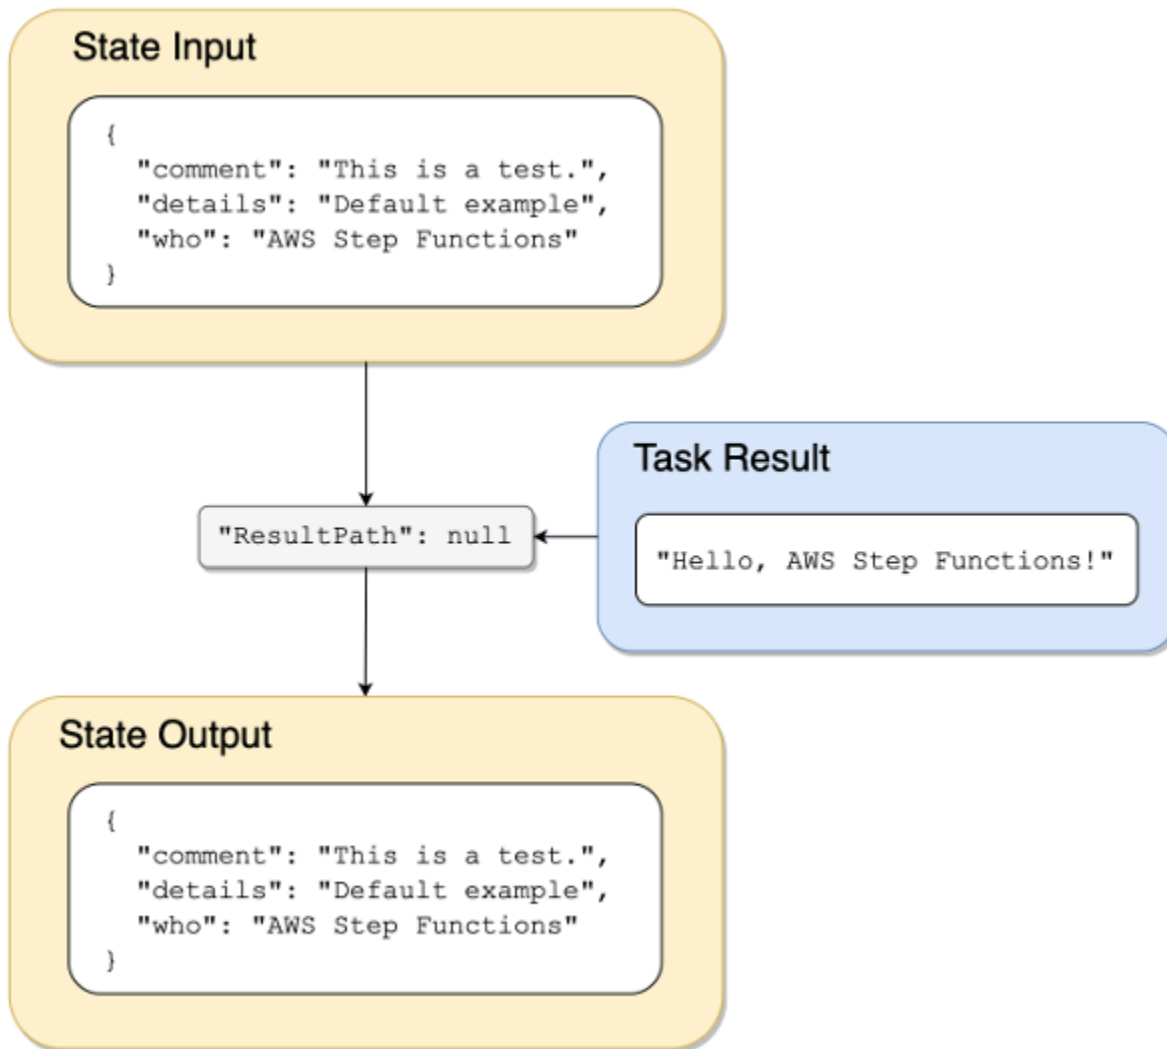 State Input
{
"comment": "This is a test.",
"details": "Default example",
"who": "AWS Step Functions"
}
Task Result
"ResultPath": null
"Hello, AWS Step Functions!"
State Output
{
"comment": "This is a test.",
"details": "Default example",
"who": "AWS Step Functions"
}